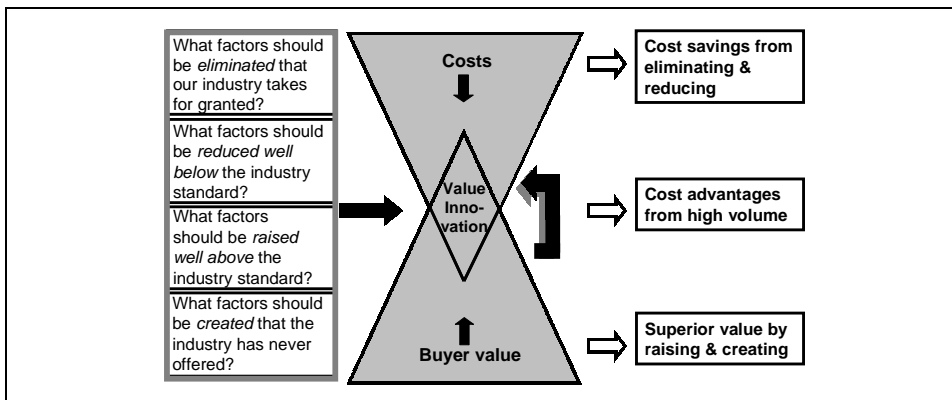 What factors should
be eliminated that
our industry takes
for granted?
What factors should
be reduced well
below the industry
standard?
What factors
should be raised
well above the
industry standard?
What factors should
be created that the
industry has never
offered?
Costs
Value
Inno-
vation
Buyer value
Cost savings from
eliminating &
reducing
Cost advantages
from high volume
Superior value by
raising & creating